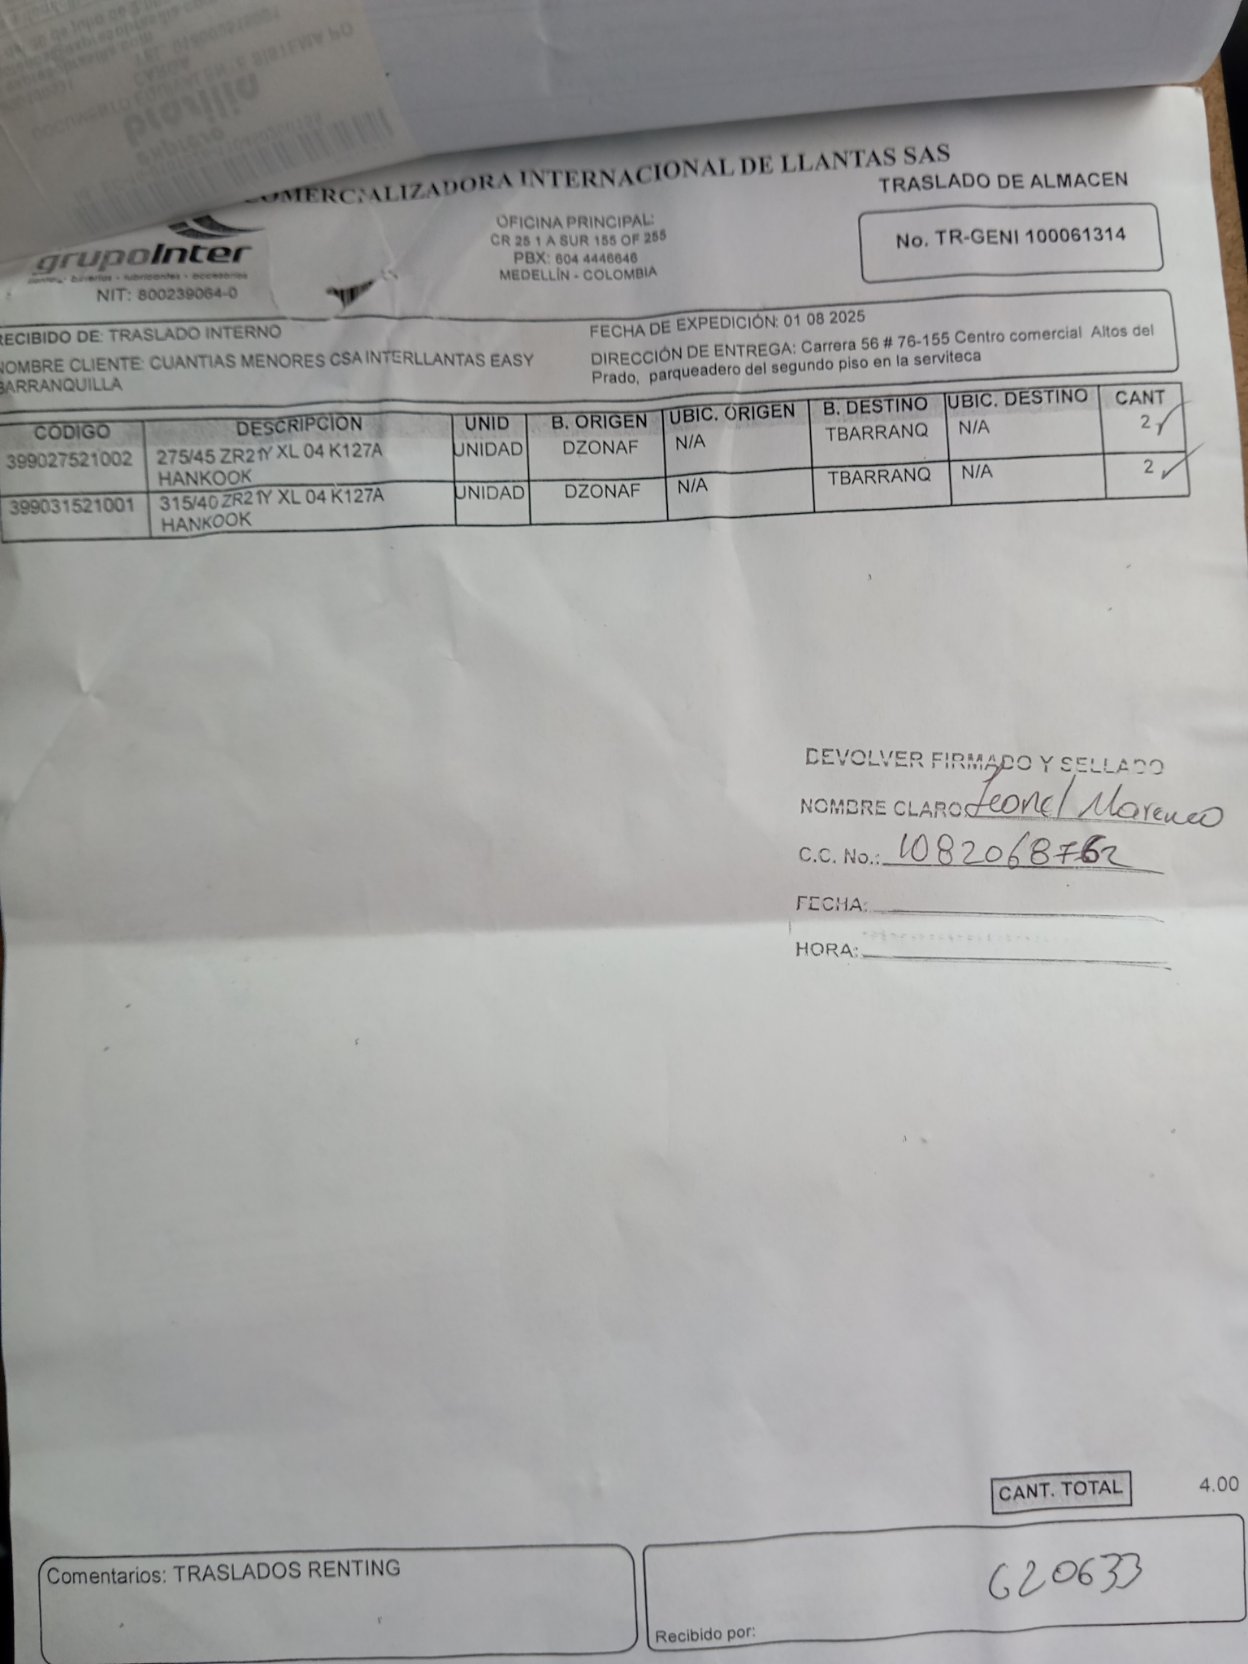 COMERCIALIZADORA INTERNACIONAL DE LLANTAS SAS
TRASLADO DE ALMACEN
No. TR-GENI 100061314
OFICINA PRINCIPAL:
CR 25 1 A SUR 155 OF 255
PBX: 604 4446646
MEDELLÍN - COLOMBIA
grupoInter
baterías - lubricantes - accesorios
NIT: 800239064-0
RECIBIDO DE: TRASLADO INTERNO
NOMBRE CLIENTE: CUANTIAS MENORES CSA INTERLLANTAS EASY
BARRANQUILLA
FECHA DE EXPEDICIÓN: 01 08 2025
DIRECCIÓN DE ENTREGA: Carrera 56 # 76-155 Centro comercial Altos del
Prado, parqueadero del segundo piso en la serviteca
CODIGO DESCRIPCION UNID B. ORIGEN UBIC. ORIGEN B. DESTINO UBIC. DESTINO CANT
399027521002 275/45 ZR21Y XL 04 K127A UNIDAD DZONAF N/A TBARRANQ N/A 2
HANKOOK
399031521001 315/40 ZR21Y XL 04 K127A UNIDAD DZONAF N/A TBARRANQ N/A 2
HANKOOK
DEVOLVER FIRMADO Y SELLADO
NOMBRE CLARO: Leonel Marenco
C.C. No.: 1082068762
FECHA:
HORA:
CANT. TOTAL 4.00
Comentarios: TRASLADOS RENTING
620633
Recibido por: